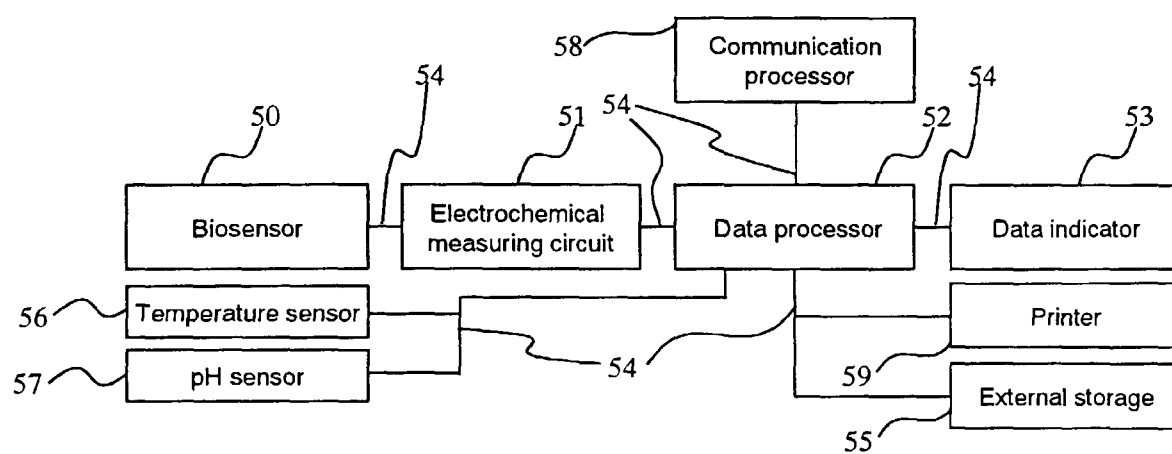 58
Communication
processor
54
50
51
54
52
54
53
Biosensor
Electrochemical
measuring circuit
Data processor
Data indicator
56
Temperature sensor
Printer
57
pH sensor
54
59
External storage
55